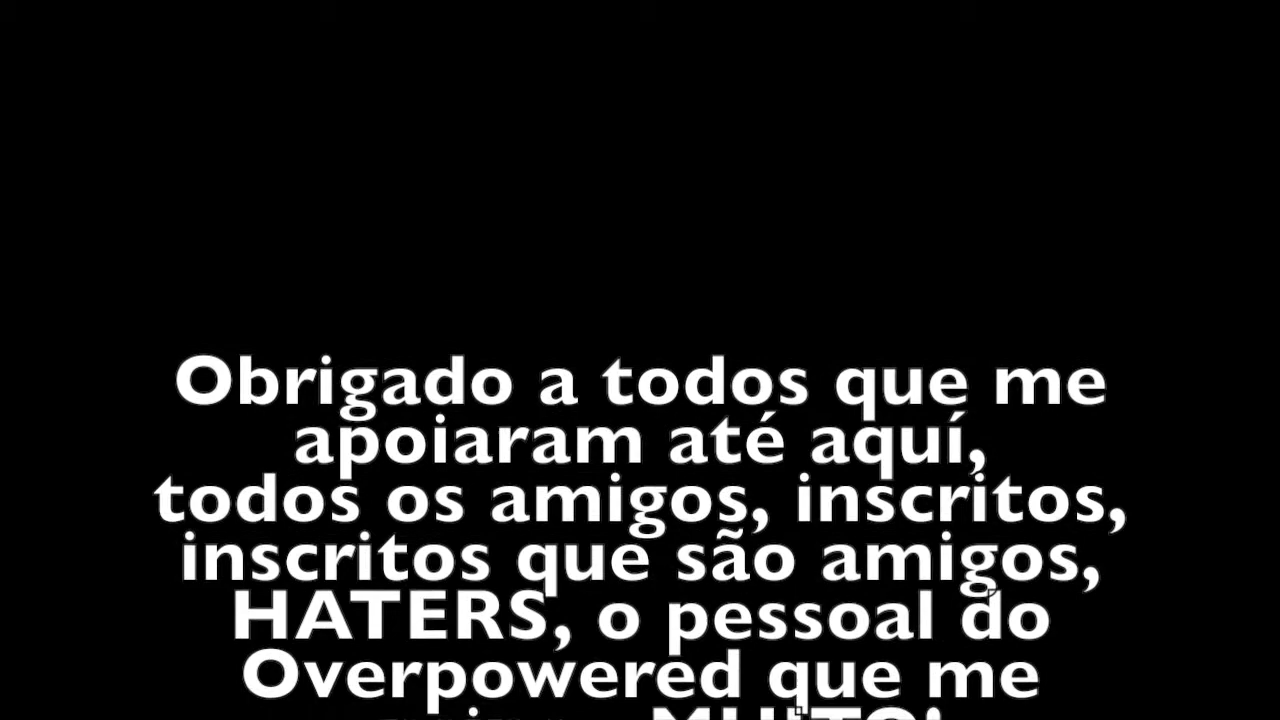 Obrigado a todos que me
apoiaram até aquí,
todos os amigos, inscritos,
inscritos que são amigos,
HATERS, o pessoal do
Overpowered que me
MUITO!